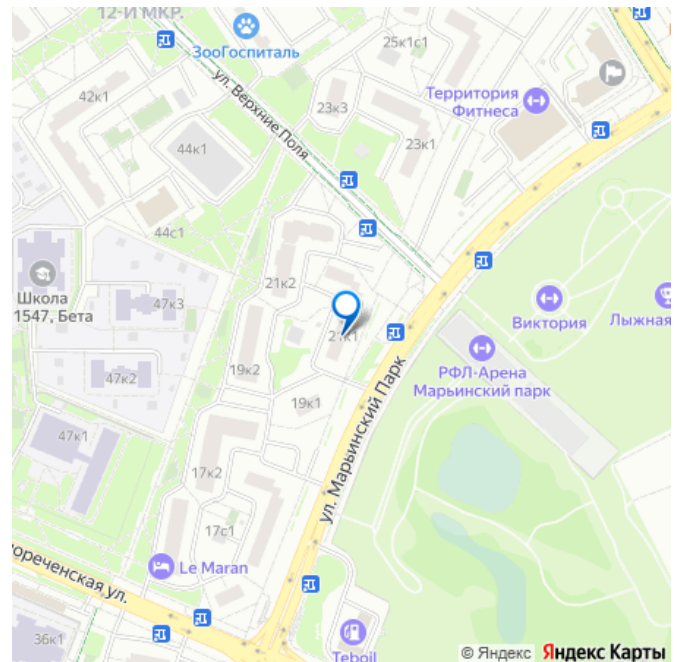 12-Й МКР.
ЗооГоспиталь
25к1с1
42к1
ул. Верхние Поля
23к3
Территория
Фитнеса
23к1
44к1
44с1
Школа
1547, Бета
47к3
21к2
21к1
Виктория
Лыжная
РФЛ-Арена
Марьинский парк
47к2
19к2
19к1
ул. Марьинский Парк
47к1
17к2
17с1
Le Maran
ореченская ул.
36к1
Teboil
© Яндекс Яндекс Карты